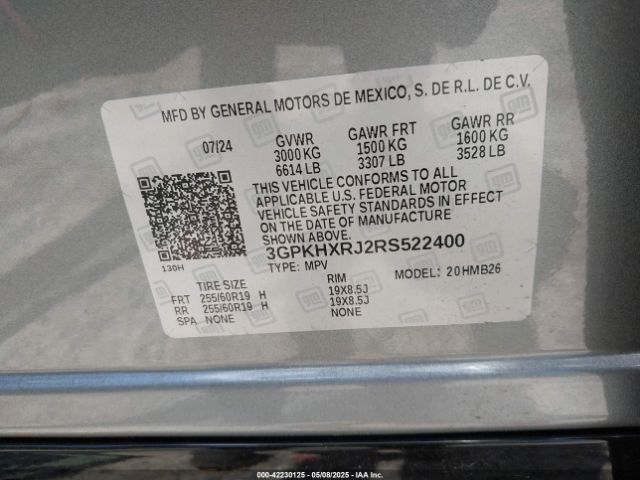 MFD BY GENERAL MOTORS DE MEXICO, S. DE R.L. DE C.V.
07/24 GVWR GAWR FRT GAWR RR
3000 KG 1500 KG 1600 KG
6614 LB 3307 LB 3528 LB
THIS VEHICLE CONFORMS TO ALL
APPLICABLE U.S. FEDERAL MOTOR
VEHICLE SAFETY STANDARDS IN EFFECT
ON THE DATE OF MANUFACTURE
SHOWN ABOVE.
3GPKHXRJ2RS522400
130H TYPE: MPV MODEL: 20HMB26
TIRE SIZE RIM
FRT 255/60R19 H 19X8.5J
RR 255/60R19 H 19X8.5J
SPA NONE NONE
000-42230125 - 05/08/2025 - IAA Inc.